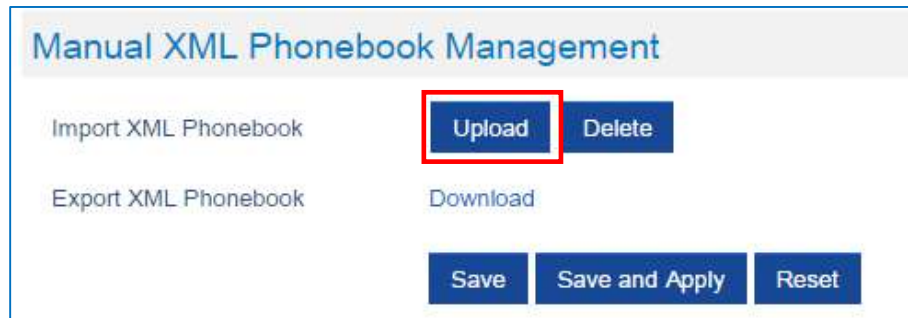 Manual XML Phonebook Management
Import XML Phonebook Upload Delete
Export XML Phonebook Download
Save Save and Apply Reset